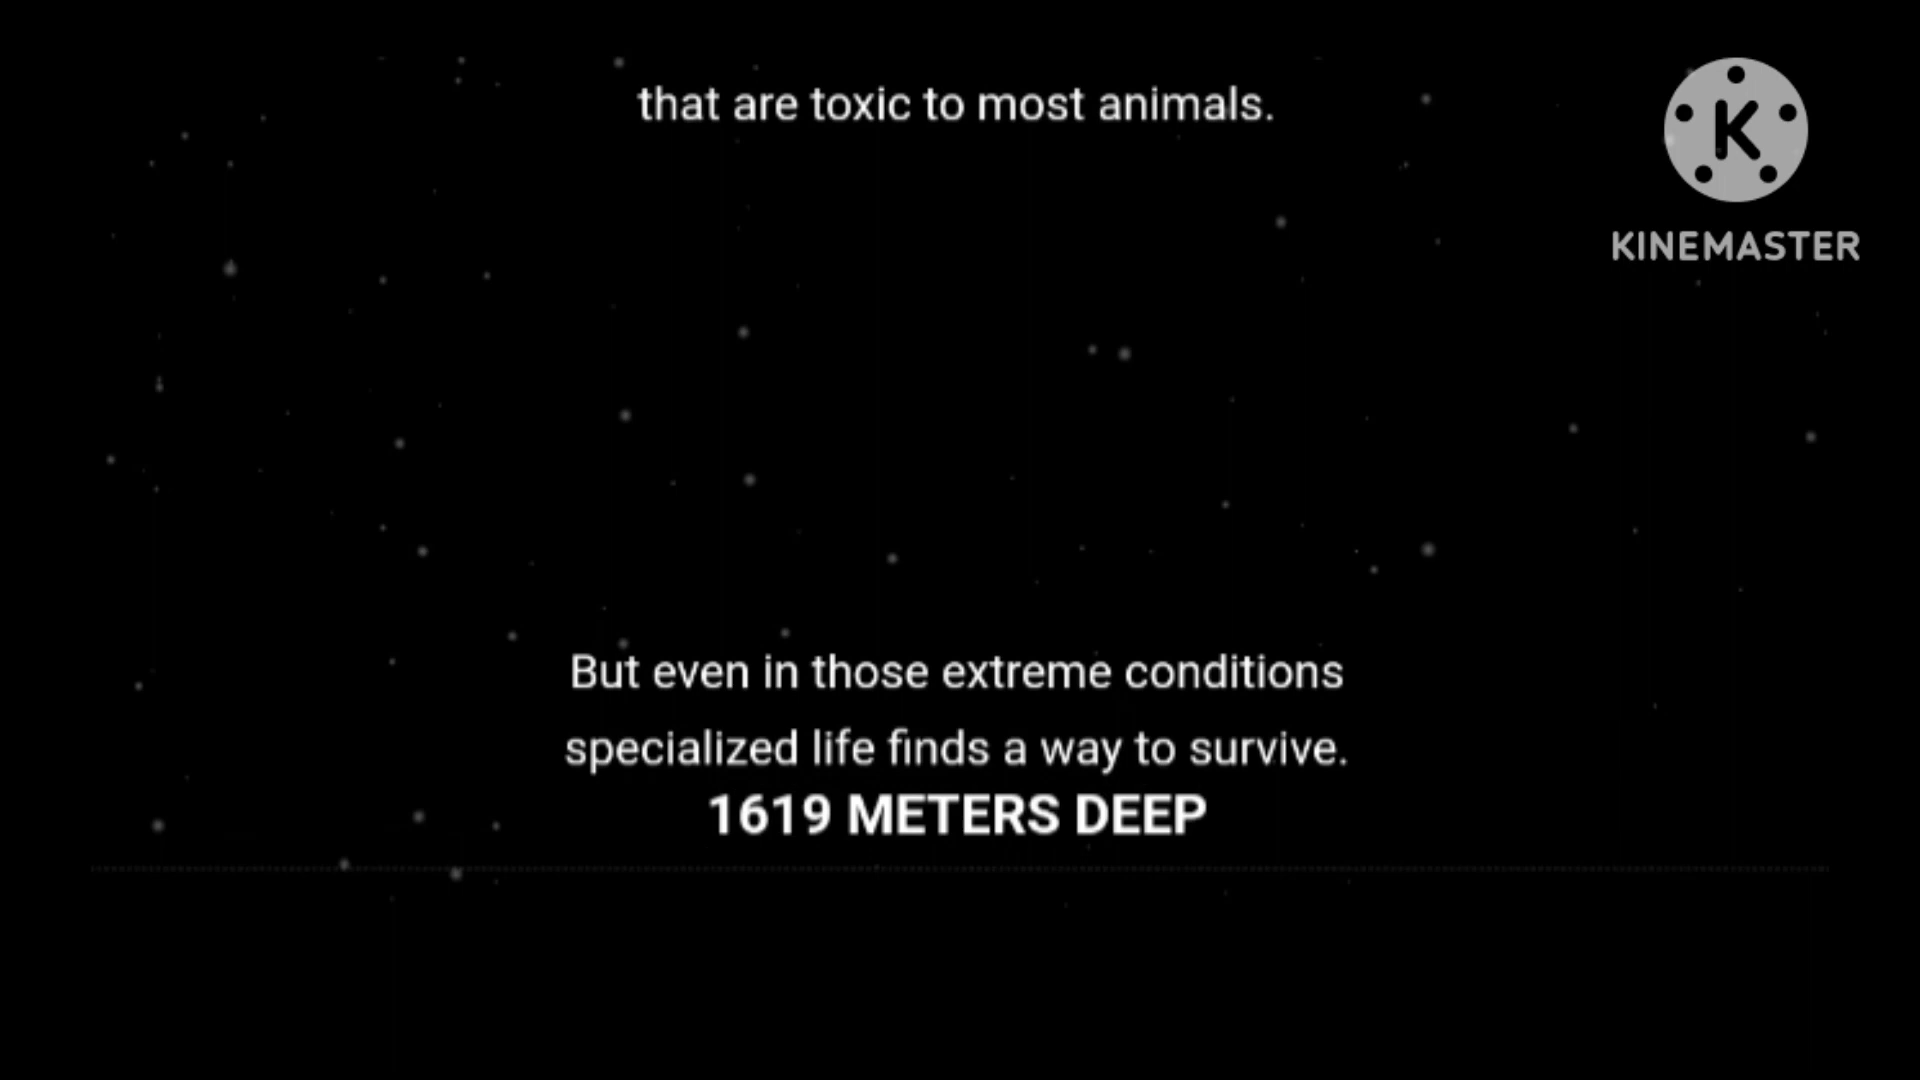 that are toxic to most animals.
K
KINEMASTER
But even in those extreme conditions
specialized life finds a way to survive.
1619 METERS DEEP